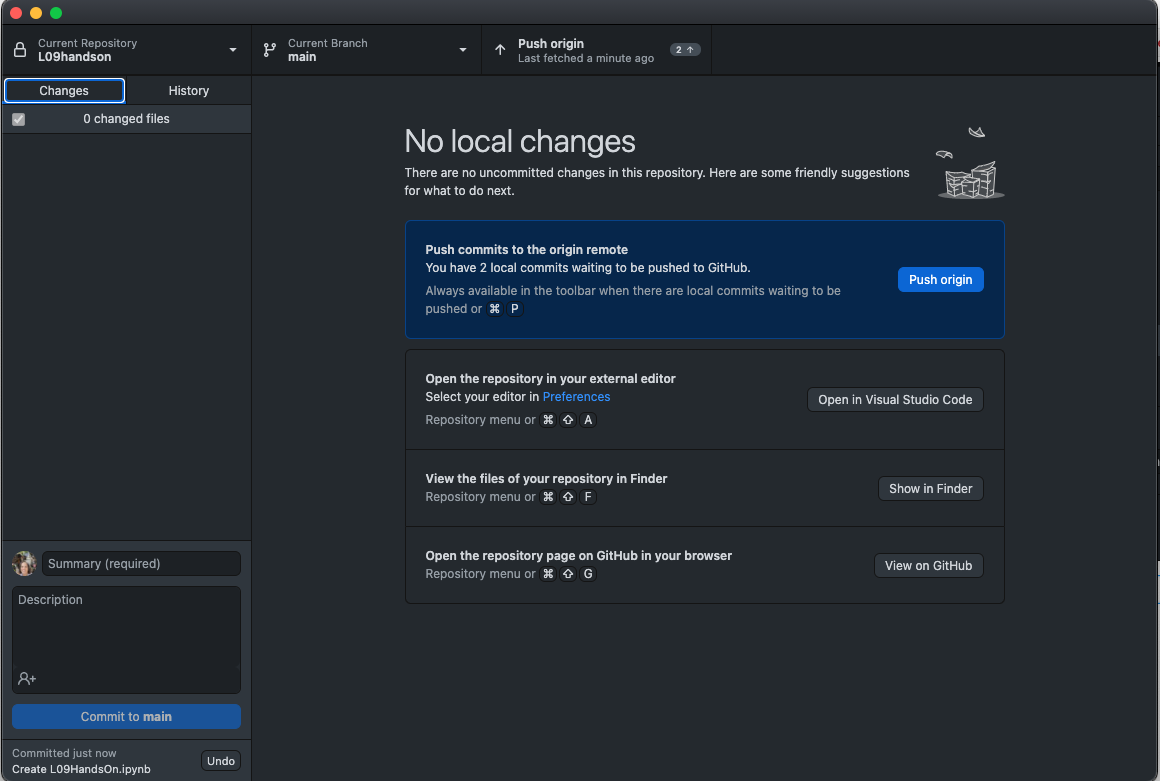 Current Repository
L09handson
Current Branch
main
Push origin
Last fetched a minute ago
2 ↑
Changes
History
0 changed files
No local changes
There are no uncommitted changes in this repository. Here are some friendly suggestions
for what to do next.
Push commits to the origin remote
You have 2 local commits waiting to be pushed to GitHub.
Always available in the toolbar when there are local commits waiting to be
pushed or ⌘ P
Push origin
Open the repository in your external editor
Select your editor in Preferences
Repository menu or ⌘ ⇧ A
Open in Visual Studio Code
View the files of your repository in Finder
Repository menu or ⌘ ⇧ F
Show in Finder
Open the repository page on GitHub in your browser
Repository menu or ⌘ ⇧ G
View on GitHub
Summary (required)
Description
Commit to main
Committed just now
Create L09HandsOn.ipynb
Undo